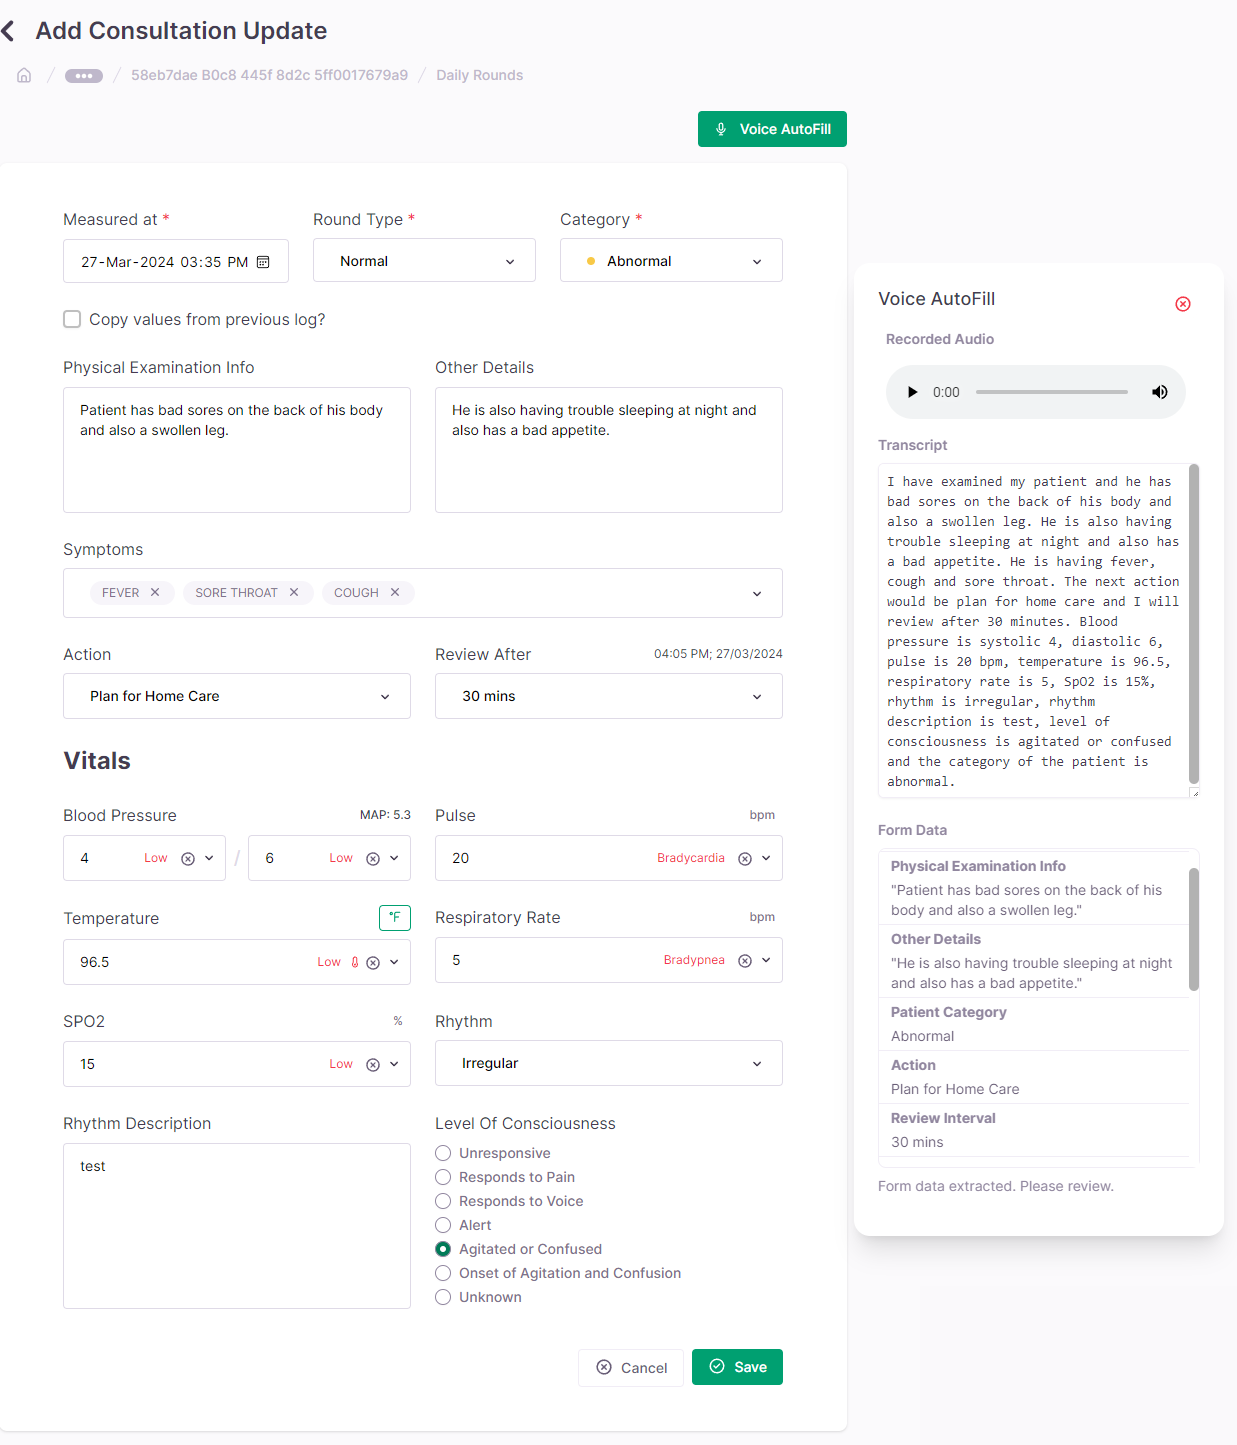 Add Consultation Update
/ ••• / 58eb7dae B0c8 445f 8d2c 5ff0017679a9 / Daily Rounds
Voice AutoFill
Measured at *
Round Type *
Category *
27-Mar-2024 03:35 PM
Normal
Abnormal
Copy values from previous log?
Physical Examination Info
Other Details
Patient has bad sores on the back of his body
and also a swollen leg.
He is also having trouble sleeping at night and
also has a bad appetite.
Symptoms
FEVER
SORE THROAT
COUGH
Action
Review After
04:05 PM; 27/03/2024
Plan for Home Care
30 mins
Vitals
Blood Pressure
MAP: 5.3
Pulse
bpm
4 Low / 6 Low
20 Bradycardia
Temperature
°F
Respiratory Rate
bpm
96.5 Low
5 Bradypnea
SPO2
%
Rhythm
15 Low
Irregular
Rhythm Description
test
Level Of Consciousness
Unresponsive
Responds to Pain
Responds to Voice
Alert
Agitated or Confused
Onset of Agitation and Confusion
Unknown
Cancel
Save
Voice AutoFill
Recorded Audio
0:00
Transcript
I have examined my patient and he has
bad sores on the back of his body and
also a swollen leg. He is also having
trouble sleeping at night and also has
a bad appetite. He is having fever,
cough and sore throat. The next action
would be plan for home care and I will
review after 30 minutes. Blood
pressure is systolic 4, diastolic 6,
pulse is 20 bpm, temperature is 96.5,
respiratory rate is 5, SpO2 is 15%,
rhythm is irregular, rhythm
description is test, level of
consciousness is agitated or confused
and the category of the patient is
abnormal.
Form Data
Physical Examination Info
"Patient has bad sores on the back of his
body and also a swollen leg."
Other Details
"He is also having trouble sleeping at night
and also has a bad appetite."
Patient Category
Abnormal
Action
Plan for Home Care
Review Interval
30 mins
Form data extracted. Please review.